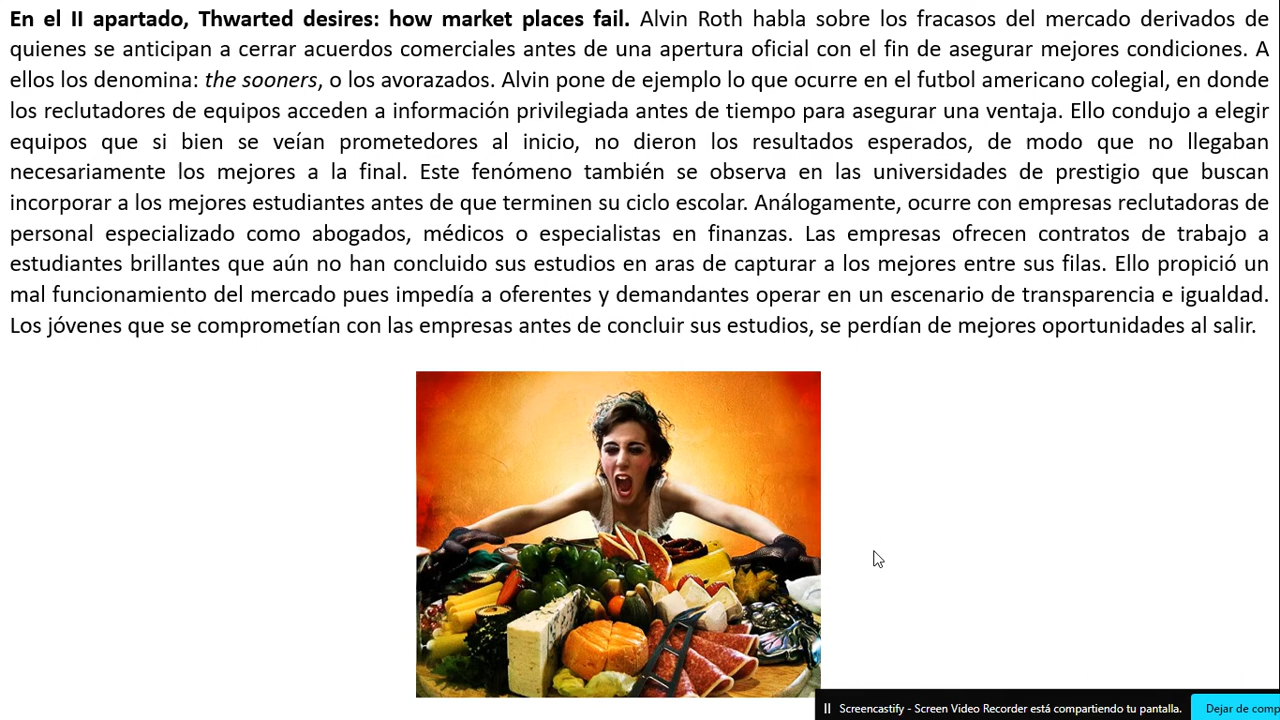 En el II apartado, Thwarted desires: how market places fail. Alvin Roth habla sobre los fracasos del mercado derivados de
quienes se anticipan a cerrar acuerdos comerciales antes de una apertura oficial con el fin de asegurar mejores condiciones. A
ellos los denomina: the sooners, o los avorazados. Alvin pone de ejemplo lo que ocurre en el futbol americano colegial, en donde
los reclutadores de equipos acceden a información privilegiada antes de tiempo para asegurar una ventaja. Ello condujo a elegir
equipos que si bien se veían prometedores al inicio, no dieron los resultados esperados, de modo que no llegaban
necesariamente los mejores a la final. Este fenómeno también se observa en las universidades de prestigio que buscan
incorporar a los mejores estudiantes antes de que terminen su ciclo escolar. Análogamente, ocurre con empresas reclutadoras de
personal especializado como abogados, médicos o especialistas en finanzas. Las empresas ofrecen contratos de trabajo a
estudiantes brillantes que aún no han concluido sus estudios en aras de capturar a los mejores entre sus filas. Ello propició un
mal funcionamiento del mercado pues impedía a oferentes y demandantes operar en un escenario de transparencia e igualdad.
Los jóvenes que se comprometían con las empresas antes de concluir sus estudios, se perdían de mejores oportunidades al salir.
Screencastify - Screen Video Recorder está compartiendo tu pantalla. Dejar de comp